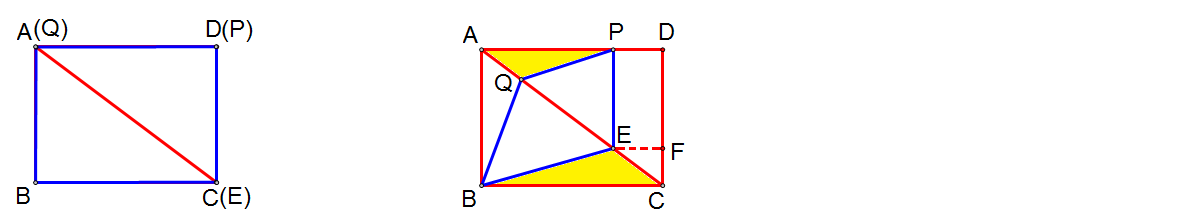 A(Q) D(P)
B C(E)
A P D
Q
E F
B C